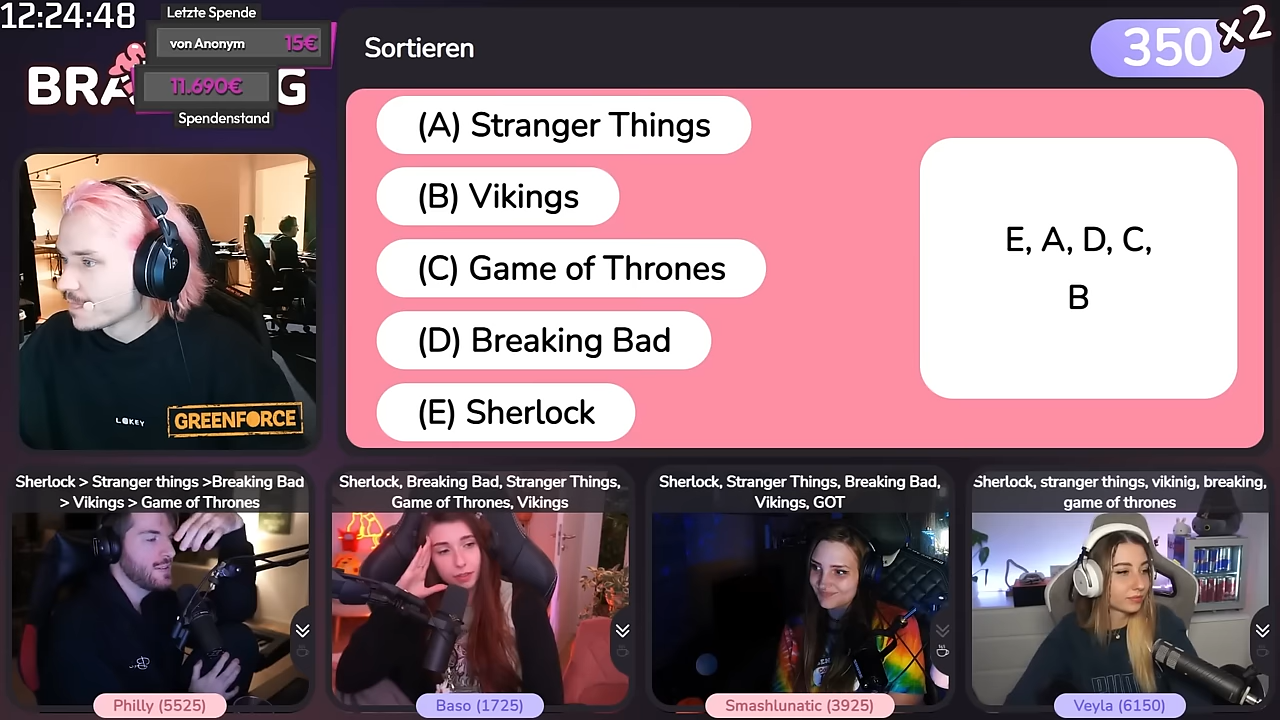 12:24:48
Letzte Spende
von Anonym 15€
11.690€
Spendenstand
Sortieren
350 x2
(A) Stranger Things
(B) Vikings
(C) Game of Thrones
(D) Breaking Bad
(E) Sherlock
E, A, D, C,
B
LOKEY
GREENFORCE
Sherlock > Stranger things >Breaking Bad
> Vikings > Game of Thrones
Sherlock, Breaking Bad, Stranger Things,
Game of Thrones, Vikings
Sherlock, Stranger Things, Breaking Bad,
Vikings, GOT
Sherlock, stranger things, vikinig, breaking,
game of thrones
Philly (5525)
Baso (1725)
Smashlunatic (3925)
Veyla (6150)